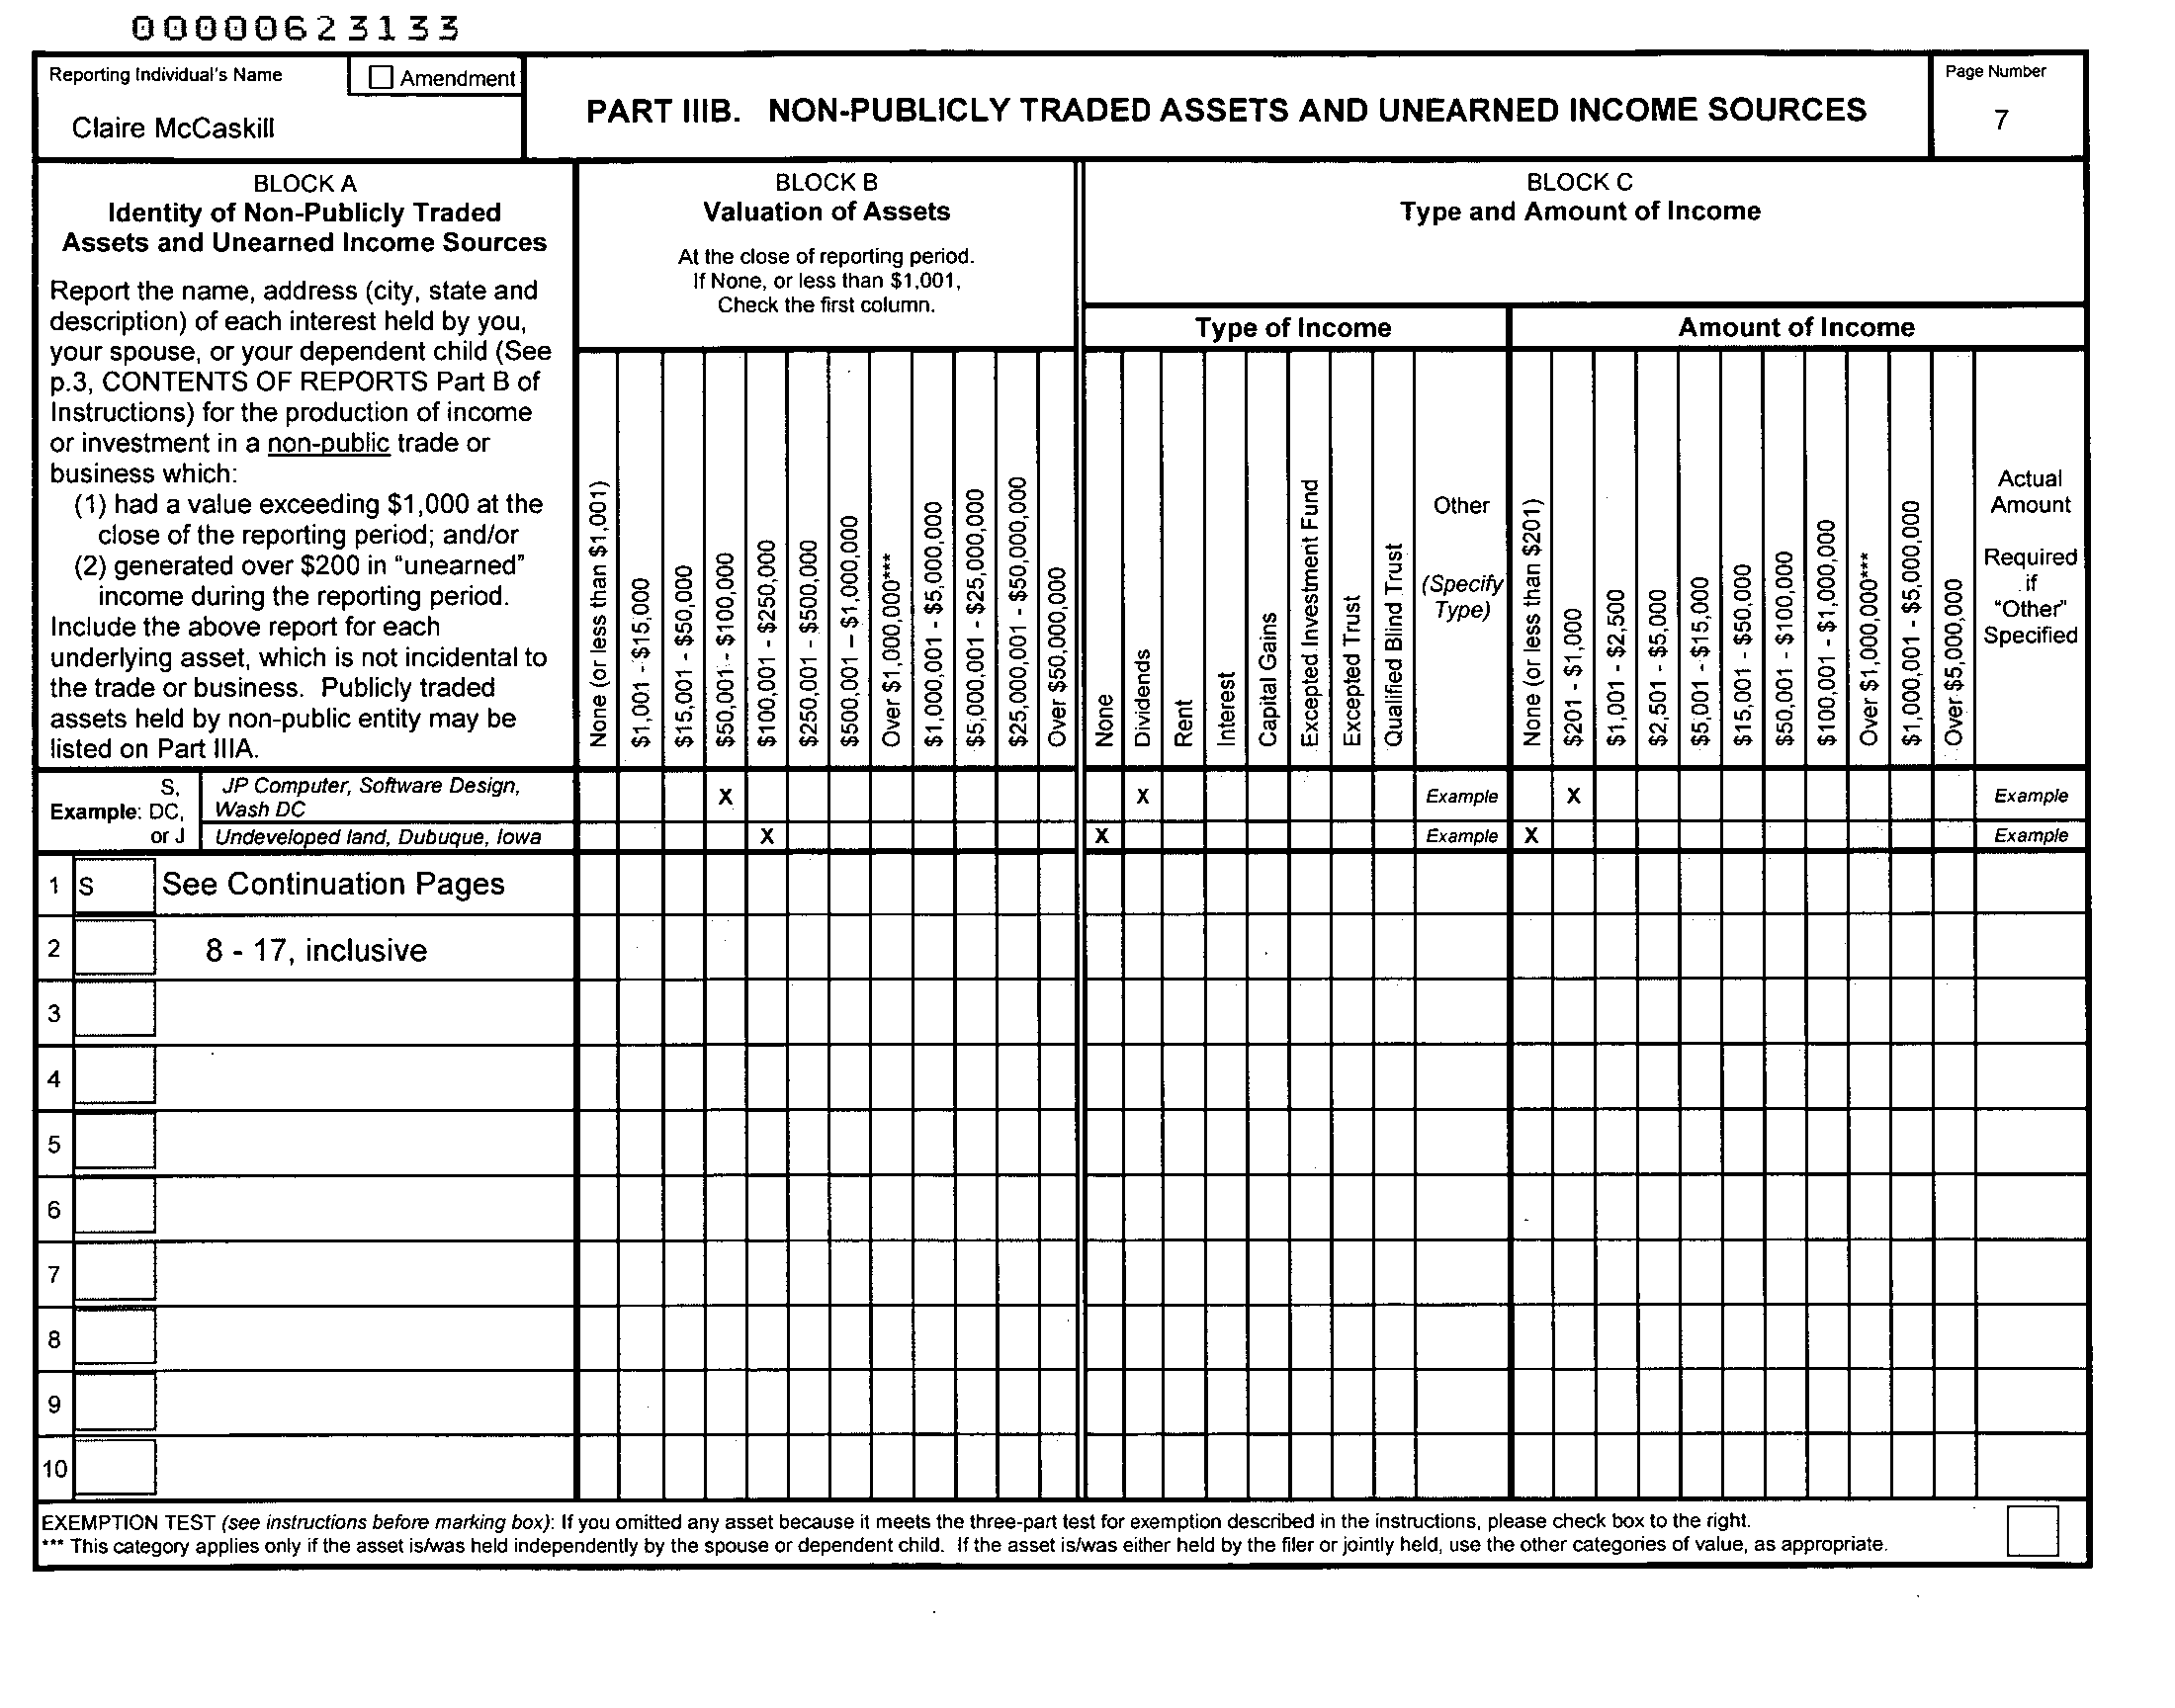 00000623133
Reporting Individual's Name
Amendment
Claire McCaskill
PART IIIB. NON-PUBLICLY TRADED ASSETS AND UNEARNED INCOME SOURCES
Page Number
7
BLOCK A
Identity of Non-Publicly Traded
Assets and Unearned Income Sources
Report the name, address (city, state and
description) of each interest held by you,
your spouse, or your dependent child (See
p.3, CONTENTS OF REPORTS Part B of
Instructions) for the production of income
or investment in a non-public trade or
business which:
(1) had a value exceeding $1,000 at the
close of the reporting period; and/or
(2) generated over $200 in "unearned"
income during the reporting period.
Include the above report for each
underlying asset, which is not incidental to
the trade or business. Publicly traded
assets held by non-public entity may be
listed on Part IIIA.
BLOCK B
Valuation of Assets
At the close of reporting period.
If None, or less than $1,001,
Check the first column.
None (or less than $1,001)
$1,001 - $15,000
$15,001 - $50,000
$50,001 - $100,000
$100,001 - $250,000
$250,001 - $500,000
$500,001 – $1,000,000
Over $1,000,000***
$1,000,001 - $5,000,000
$5,000,001 - $25,000,000
$25,000,001 - $50,000,000
Over $50,000,000
BLOCK C
Type and Amount of Income
Type of Income
None
Dividends
Rent
Interest
Capital Gains
Excepted Investment Fund
Excepted Trust
Qualified Blind Trust
Other
(Specify
Type)
Amount of Income
None (or less than $201)
$201 - $1,000
$1,001 - $2,500
$2,501 - $5,000
$5,001 - $15,000
$15,001 - $50,000
$50,001 - $100,000
$100,001 - $1,000,000
Over $1,000,000***
$1,000,001 - $5,000,000
Over $5,000,000
Actual
Amount
Required
if
"Other"
Specified
Example:
S,
DC,
or J
JP Computer, Software Design,
Wash DC
X X Example X Example
Undeveloped land, Dubuque, Iowa X X Example X Example
1 S See Continuation Pages
2 8 - 17, inclusive
3
4
5
6
7
8
9
10
EXEMPTION TEST (see instructions before marking box): If you omitted any asset because it meets the three-part test for exemption described in the instructions, please check box to the right.
*** This category applies only if the asset is/was held independently by the spouse or dependent child. If the asset is/was either held by the filer or jointly held, use the other categories of value, as appropriate.